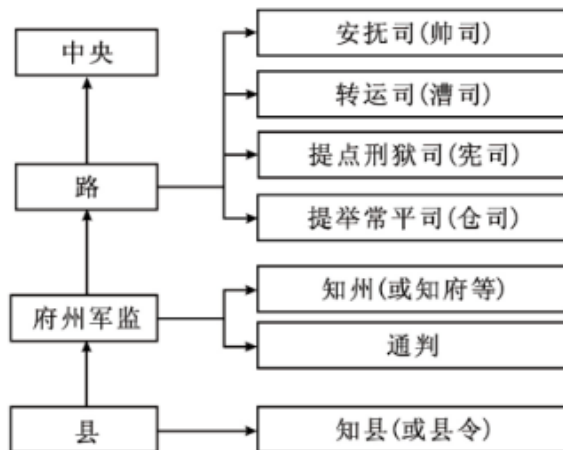 中央
安抚司(帅司)
转运司(漕司)
路
提点刑狱司(宪司)
提举常平司(仓司)
府州军监
知州(或知府等)
通判
县
知县(或县令)